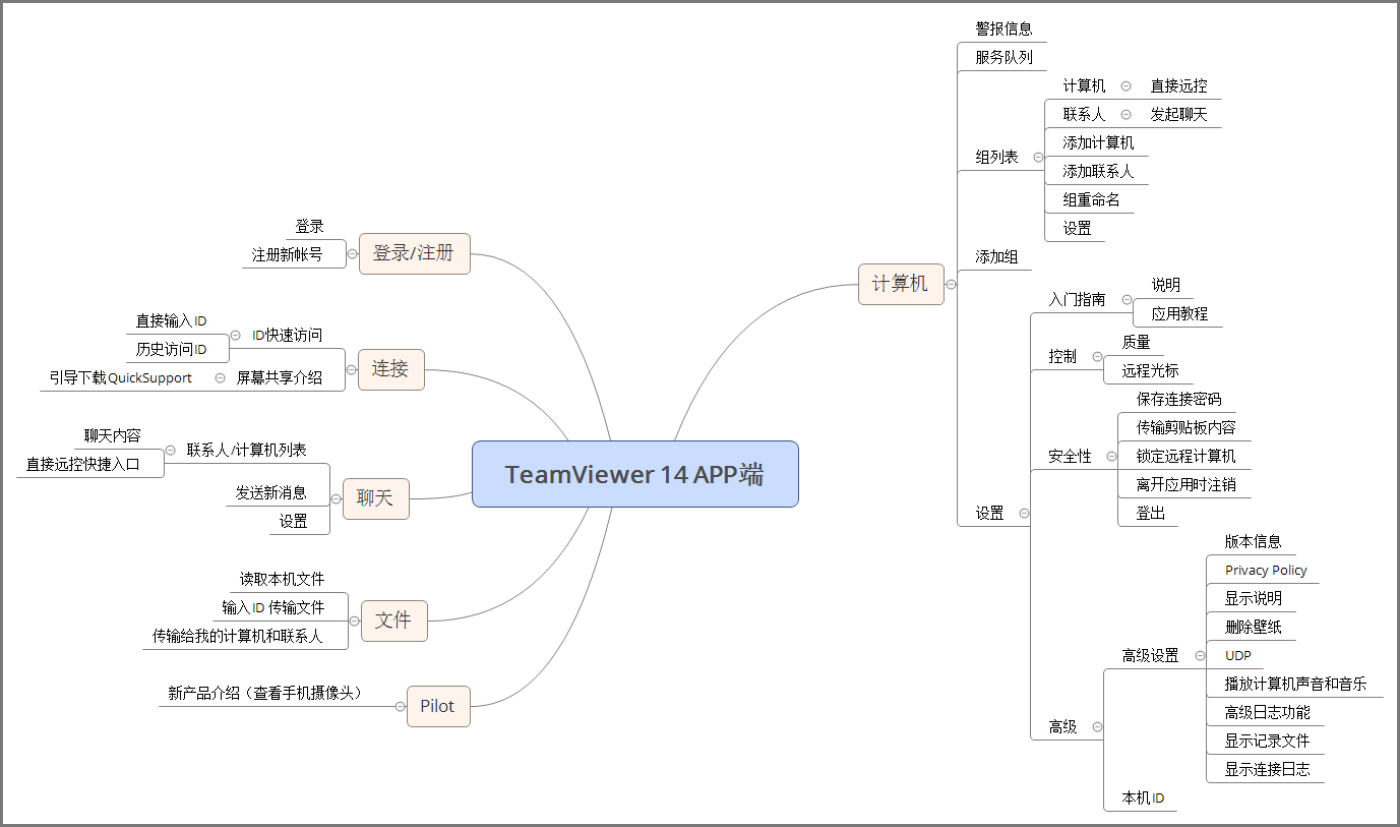 TeamViewer 14 APP端
登录/注册
登录
注册新帐号
连接
ID快速访问
直接输入ID
历史访问ID
屏幕共享介绍
引导下载QuickSupport
聊天
联系人/计算机列表
聊天内容
直接远控快捷入口
发送新消息
设置
文件
读取本机文件
输入ID 传输文件
传输给我的计算机和联系人
Pilot
新产品介绍（查看手机摄像头）
计算机
警报信息
服务队列
组列表
计算机
直接远控
联系人
发起聊天
添加计算机
添加联系人
组重命名
设置
添加组
设置
入门指南
说明
应用教程
控制
质量
远程光标
安全性
保存连接密码
传输剪贴板内容
锁定远程计算机
离开应用时注销
登出
高级
高级设置
版本信息
Privacy Policy
显示说明
删除壁纸
UDP
播放计算机声音和音乐
高级日志功能
显示记录文件
显示连接日志
本机ID